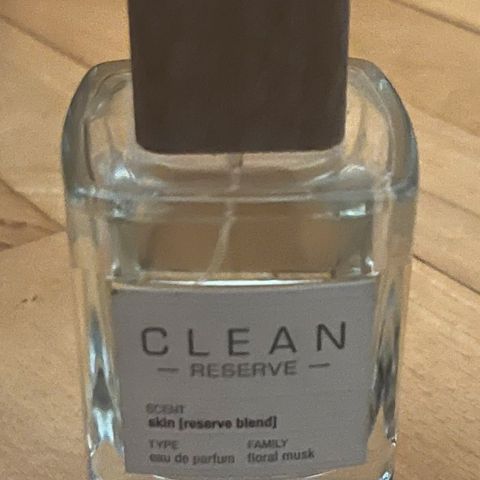 CLEAN
— RESERVE —
SCENT
skin [reserve blend]
TYPE FAMILY
eau de parfum floral musk